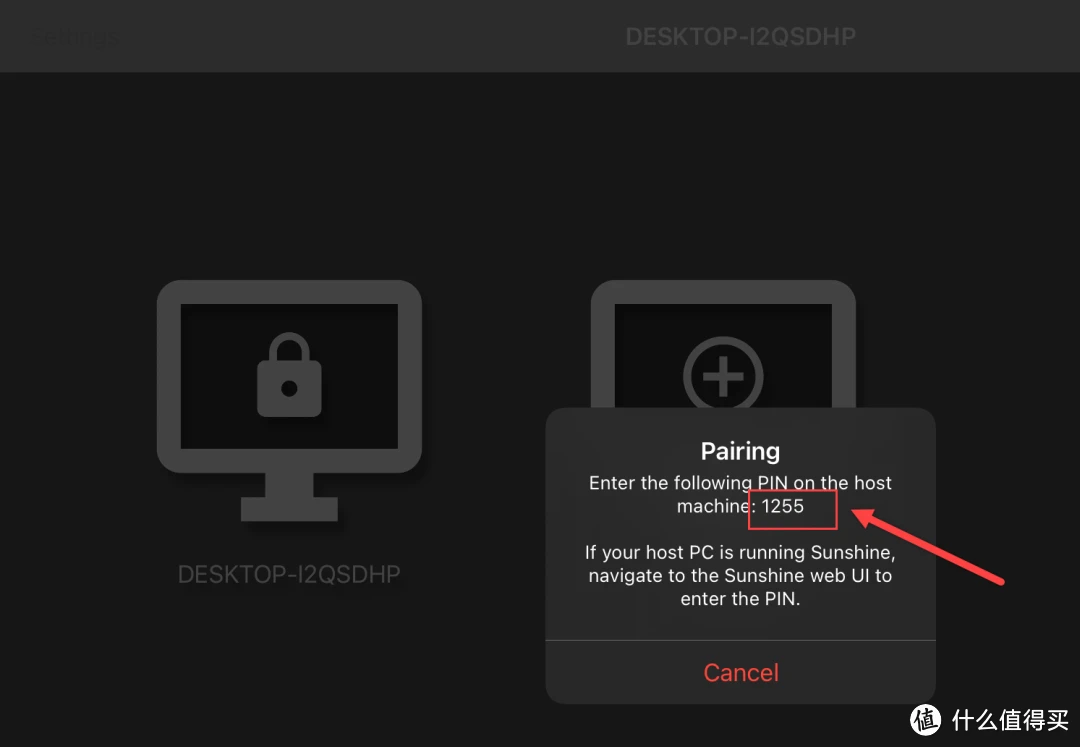 Settings
DESKTOP-I2QSDHP
Pairing
Enter the following PIN on the host
machine: 1255
If your host PC is running Sunshine,
navigate to the Sunshine web UI to
enter the PIN.
DESKTOP-I2QSDHP
Cancel
值 什么值得买